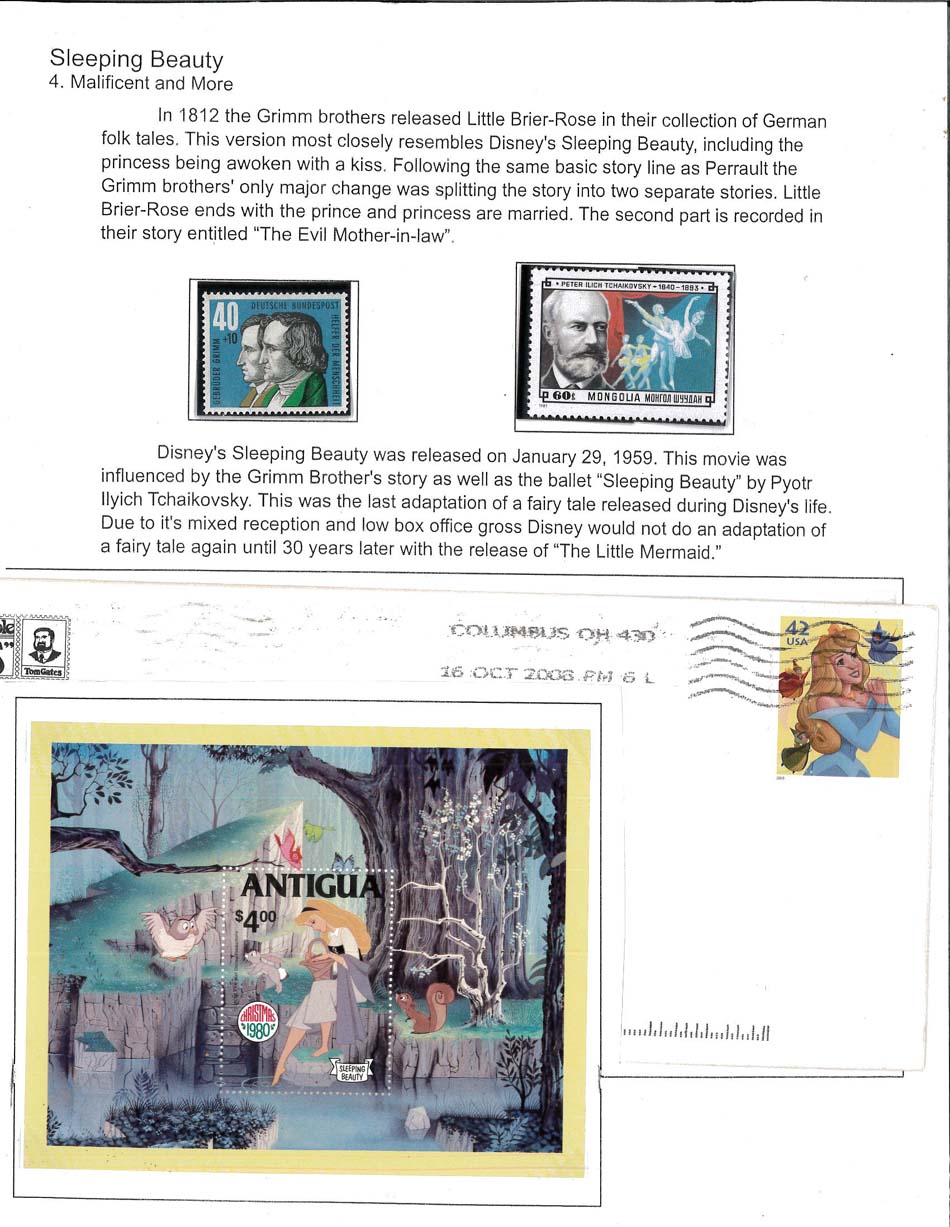 Sleeping Beauty
4. Malificent and More
In 1812 the Grimm brothers released Little Brier-Rose in their collection of German
folk tales. This version most closely resembles Disney's Sleeping Beauty, including the
princess being awoken with a kiss. Following the same basic story line as Perrault the
Grimm brothers' only major change was splitting the story into two separate stories. Little
Brier-Rose ends with the prince and princess are married. The second part is recorded in
their story entitled “The Evil Mother-in-law”.
40
+10
DEUTSCHE BUNDESPOST
HELFER DER MENSCHHEIT
GEBRÜDER GRIMM
• PETER ILICH TCHAIKOVSKY • 1840 - 1893 •
60
MONGOLIA МОНГОЛ ШУУДАН
1981
Disney's Sleeping Beauty was released on January 29, 1959. This movie was
influenced by the Grimm Brother's story as well as the ballet “Sleeping Beauty” by Pyotr
Ilyich Tchaikovsky. This was the last adaptation of a fairy tale released during Disney's life.
Due to it's mixed reception and low box office gross Disney would not do an adaptation of
a fairy tale again until 30 years later with the release of “The Little Mermaid.”
Tom Gates
COLUMBUS OH 430
16 OCT 2008 PM 6 L
42
USA
ANTIGUA
$4.00
CHRISTMAS
1980
SLEEPING
BEAUTY